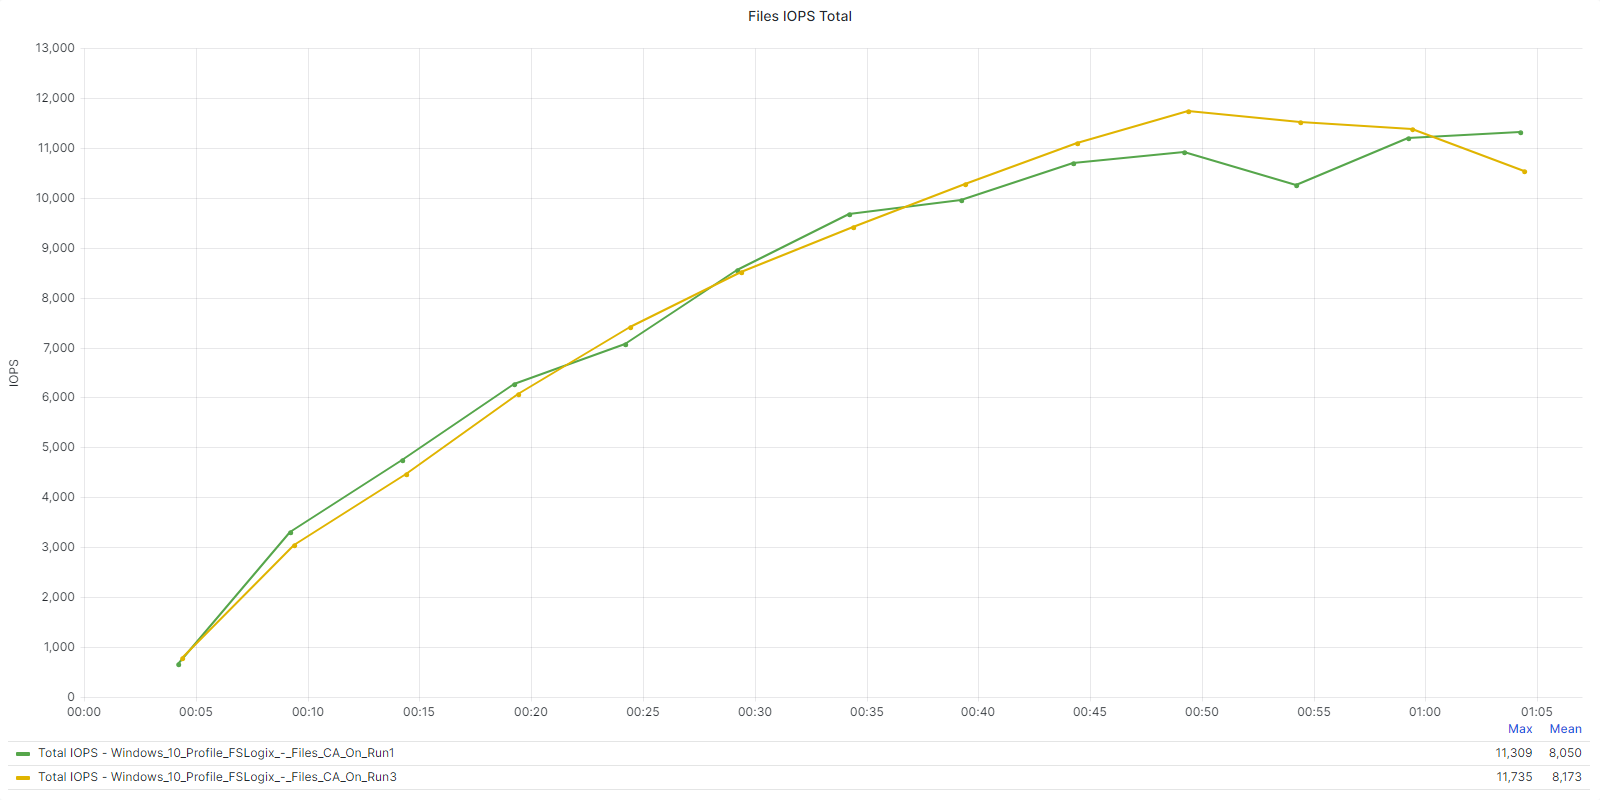 Files IOPS Total
13,000
12,000
11,000
10,000
9,000
8,000
7,000
6,000
5,000
4,000
3,000
2,000
1,000
0
IOPS
00:00 00:05 00:10 00:15 00:20 00:25 00:30 00:35 00:40 00:45 00:50 00:55 01:00 01:05
Max Mean
Total IOPS - Windows_10_Profile_FSLogix_-_Files_CA_On_Run1 11,309 8,050
Total IOPS - Windows_10_Profile_FSLogix_-_Files_CA_On_Run3 11,735 8,173